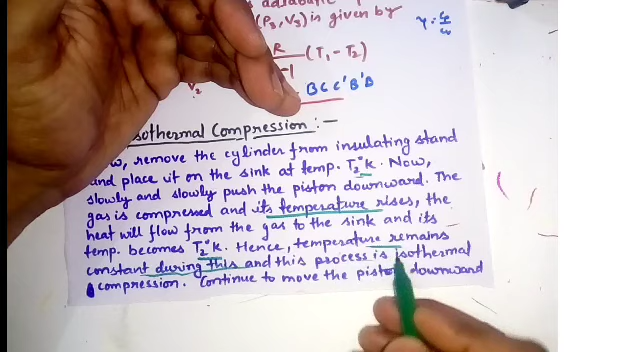 adiabatic
(P3, V3) is given by
γ = Cp/Cv
R/-1 (T1 - T2)
V2
BCC'B'B
sothermal Compression :-
, remove the cylinder from insulating stand
and place it on the sink at temp. T2°K. Now,
slowly and slowly push the piston downward. The
gas is compressed and its temperature rises, the
heat will flow from the gas to the sink and its
temp. becomes T2°K. Hence, temperature remains
constant during this and this process is isothermal
compression. Continue to move the piston downward